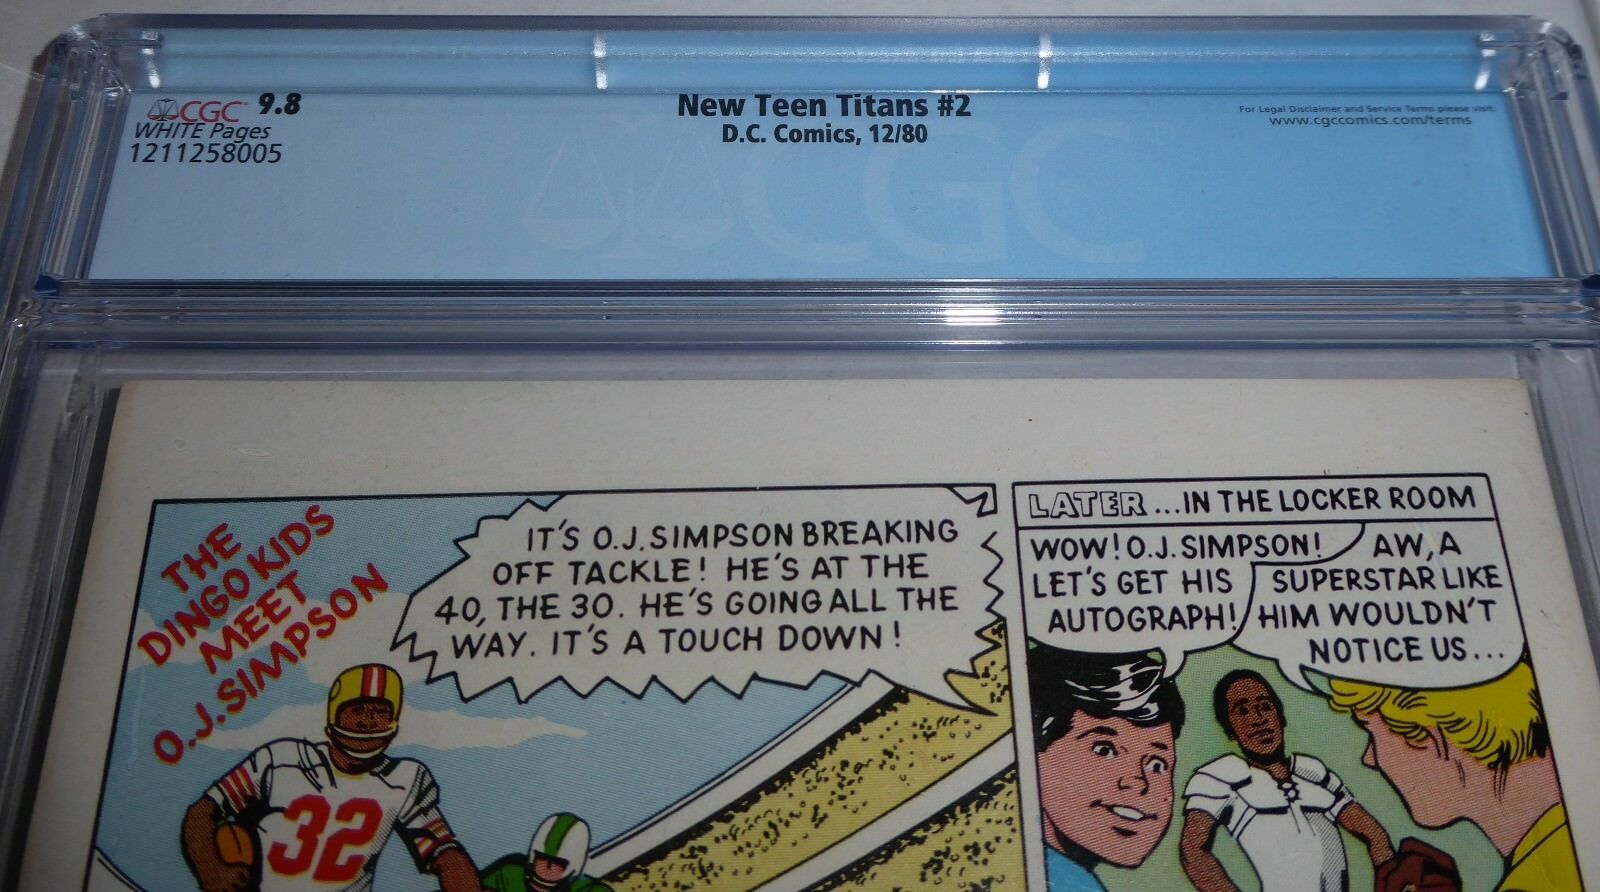 CGC 9.8
WHITE Pages
1211258005
New Teen Titans #2
D.C. Comics, 12/80
For Legal Disclaimer and Service Terms please visit:
www.cgccomics.com/terms
CGC
THE
DINGO KIDS
MEET
O.J. SIMPSON
IT'S O.J. SIMPSON BREAKING
OFF TACKLE! HE'S AT THE
40, THE 30. HE'S GOING ALL THE
WAY. IT'S A TOUCH DOWN!
32
LATER...IN THE LOCKER ROOM
WOW! O.J. SIMPSON!
LET'S GET HIS
AUTOGRAPH!
AW, A
SUPERSTAR LIKE
HIM WOULDN'T
NOTICE US...